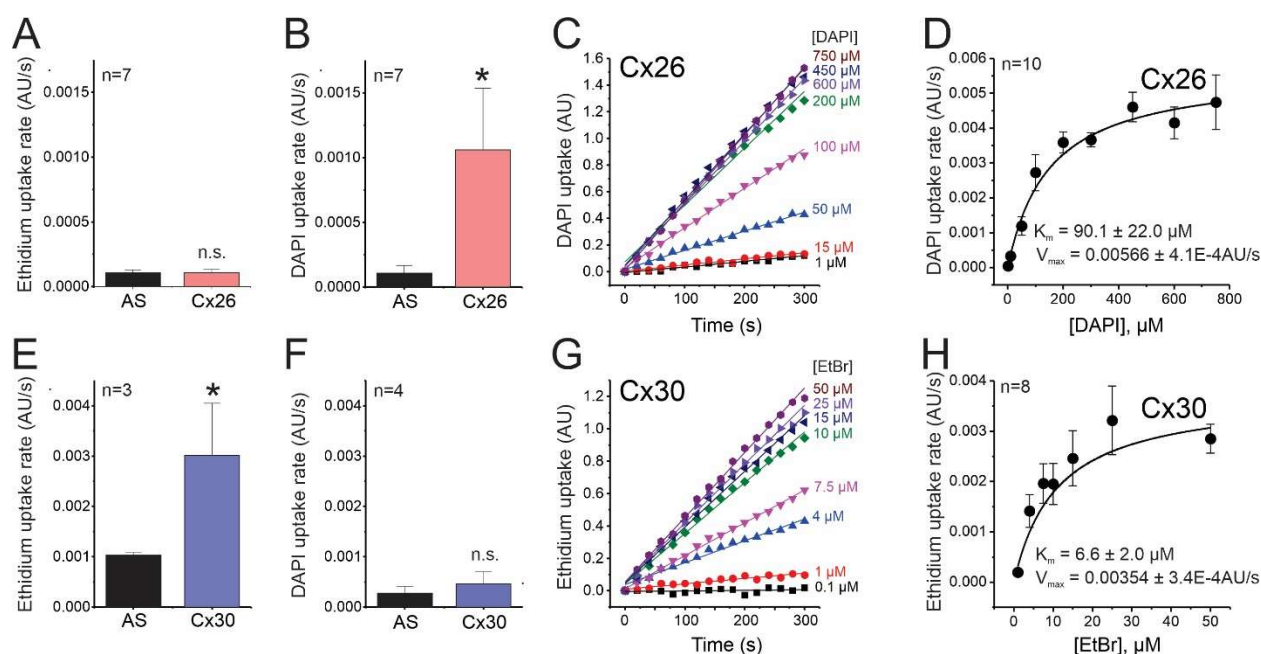 A
n=7
Ethidium uptake rate (AU/s)
0.0015
0.0010
0.0005
0.0000
n.s.
AS Cx26
B
n=7
DAPI uptake rate (AU/s)
0.0015
0.0010
0.0005
0.0000
*
AS Cx26
C
Cx26
[DAPI]
750 µM
450 µM
600 µM
200 µM
100 µM
50 µM
15 µM
1 µM
DAPI uptake (AU)
1.6
1.4
1.2
1.0
0.8
0.6
0.4
0.2
0.0
0 100 200 300
Time (s)
D
n=10
Cx26
DAPI uptake rate (AU/s)
0.006
0.005
0.004
0.003
0.002
0.001
0.000
Km = 90.1 ± 22.0 µM
Vmax = 0.00566 ± 4.1E-4AU/s
0 200 400 600 800
[DAPI], µM
E
n=3
Ethidium uptake rate (AU/s)
0.004
0.003
0.002
0.001
0.000
*
AS Cx30
F
n=4
DAPI uptake rate (AU/s)
0.004
0.003
0.002
0.001
0.000
n.s.
AS Cx30
G
Cx30
[EtBr]
50 µM
25 µM
15 µM
10 µM
7.5 µM
4 µM
1 µM
0.1 µM
Ethidium uptake (AU)
1.2
1.0
0.8
0.6
0.4
0.2
0.0
0 100 200 300
Time (s)
H
n=8
Cx30
Ethidium uptake rate (AU/s)
0.004
0.003
0.002
0.001
0.000
Km = 6.6 ± 2.0 µM
Vmax = 0.00354 ± 3.4E-4AU/s
0 10 20 30 40 50
[EtBr], µM